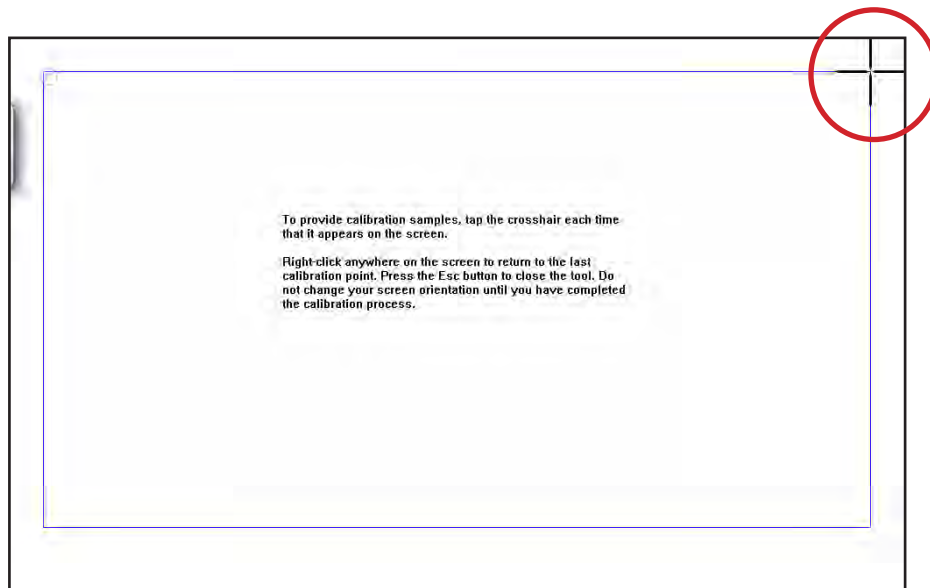 To provide calibration samples, tap the crosshair each time
that it appears on the screen.
Right-click anywhere on the screen to return to the last
calibration point. Press the Esc button to close the tool. Do
not change your screen orientation until you have completed
the calibration process.